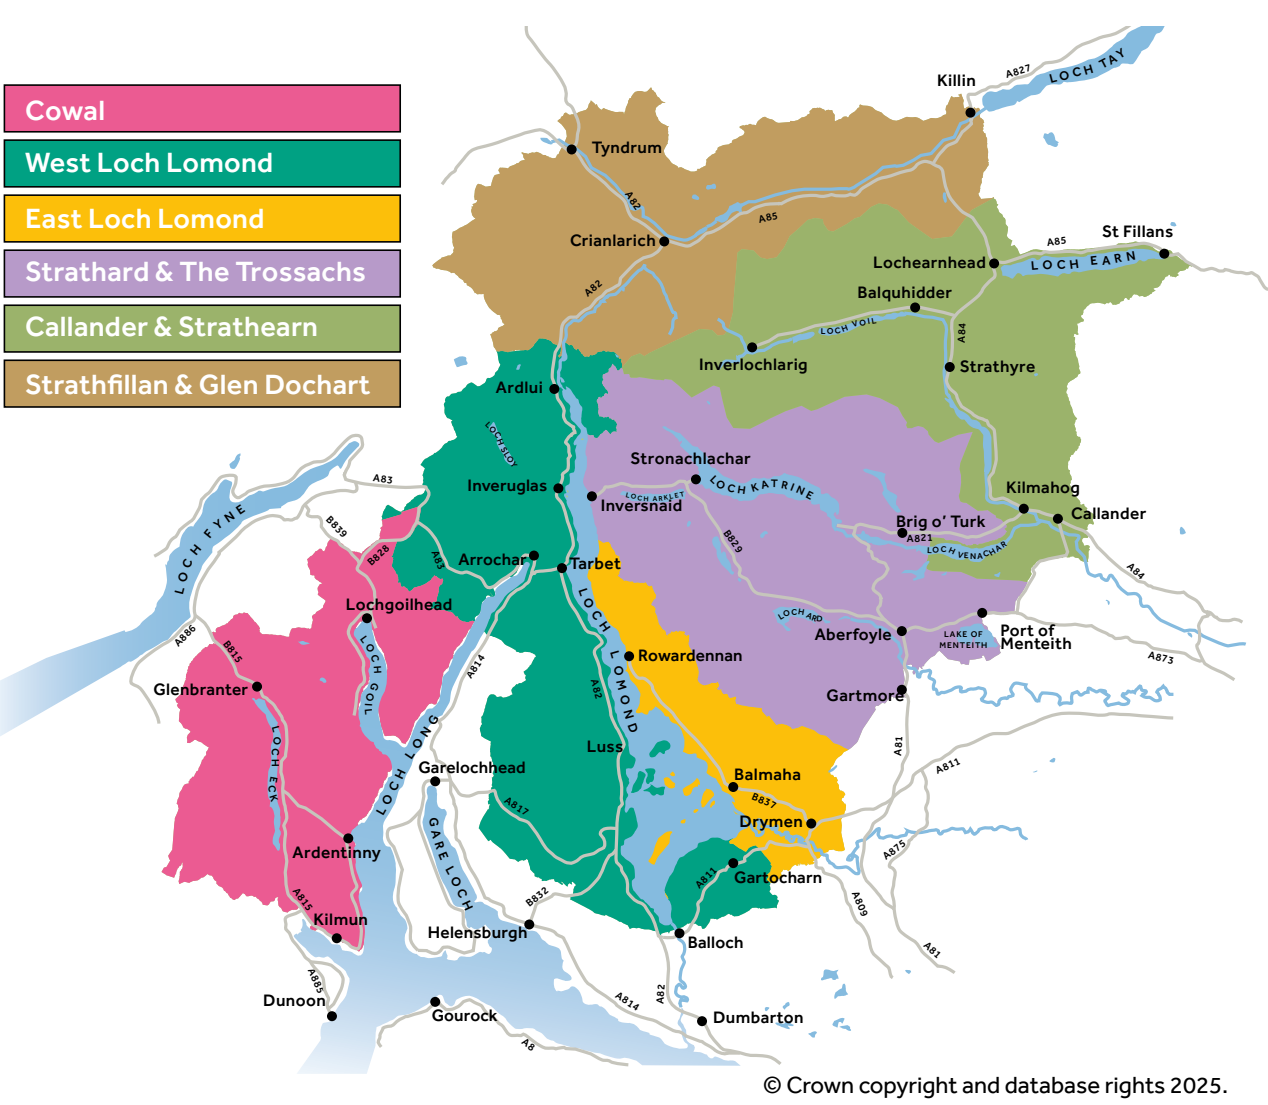 Cowal
West Loch Lomond
East Loch Lomond
Strathard & The Trossachs
Callander & Strathearn
Strathfillan & Glen Dochart
Killin
A827
LOCH TAY
Tyndrum
A82
A85
Crianlarich
A82
St Fillans
A85
Lochearnhead
LOCH EARN
Balquhidder
LOCH VOIL
A84
Inverlochlarig
Strathyre
Ardlui
LOCH SLOY
Stronachlachar
LOCH KATRINE
A83
Inveruglas
LOCH ARKLET
Inversnaid
Kilmahog
Callander
LOCH FYNE
B839
B828
A83
B829
Brig o’ Turk
A821
LOCH VENACHAR
Arrochar
Tarbet
A84
Lochgoilhead
LOCH LOMOND
LOCH ARD
Aberfoyle
LAKE OF
MENTEITH
Port of
Menteith
A873
A886
B815
LOCH GOIL
A814
Rowardennan
Glenbranter
A82
Gartmore
LOCH ECK
LOCH LONG
Luss
A81
A811
Garelochhead
Balmaha
B837
A817
Drymen
GARE LOCH
Ardentinny
A875
A811
Gartocharn
A815
B832
A809
Kilmun
Helensburgh
Balloch
A81
A885
A82
Dunoon
Gourock
A814
Dumbarton
A8
© Crown copyright and database rights 2025.